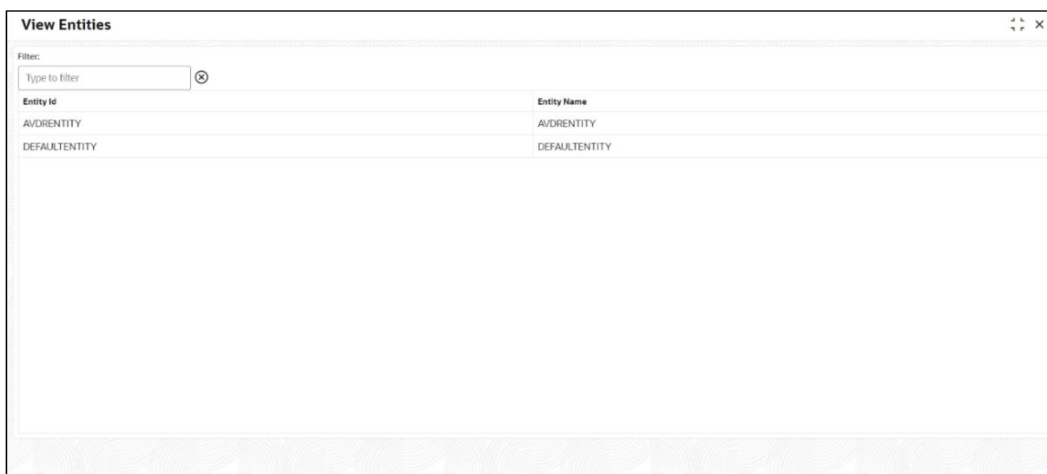 View Entities
Filter:
Type to filter
Entity Id Entity Name
AVDRENTITY AVDRENTITY
DEFAULTENTITY DEFAULTENTITY